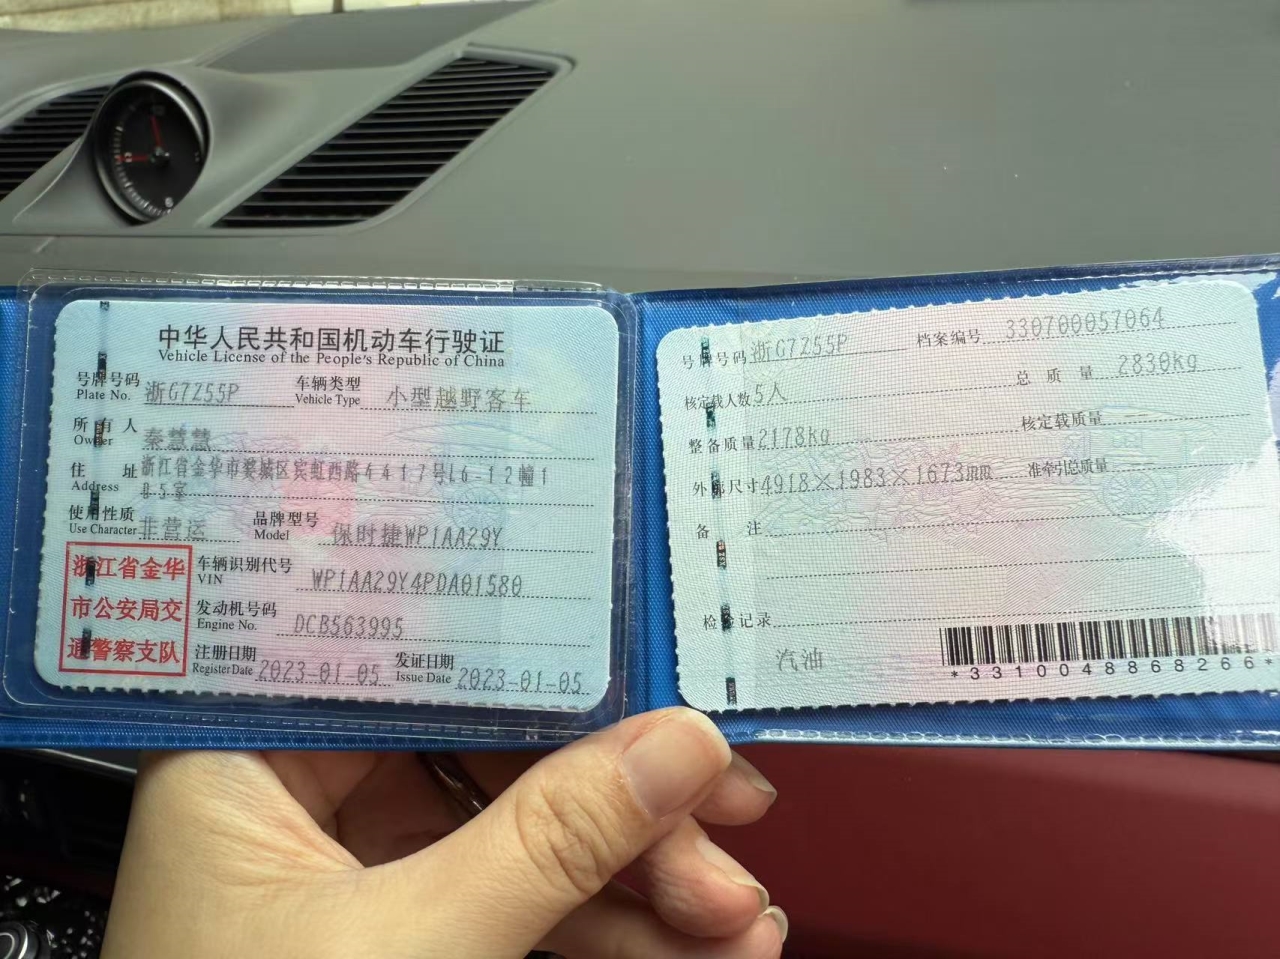 中华人民共和国机动车行驶证
Vehicle License of the People's Republic of China
号牌号码 Plate No. 浙G7Z55P 车辆类型 Vehicle Type 小型越野客车
所有人 Owner 秦慧慧
住址 Address 浙江省金华市婺城区宾虹西路4417号L6-12幢1
85室
使用性质 Use Character 非营运 品牌型号 Model 保时捷WP1AA29Y
浙江省金华
市公安局交
通警察支队
车辆识别代号 VIN WP1AA29Y4PDA01580
发动机号码 Engine No. DCB563995
注册日期 Register Date 2023-01-05 发证日期 Issue Date 2023-01-05
号牌号码 浙G7Z55P 档案编号 330700057064
核定载人数 5人 总质量 2830kg
整备质量 2178kg 核定载质量 --
外廓尺寸 4918×1983×1673mm 准牵引总质量 --
备注
检验记录
汽油
*3310048868266*